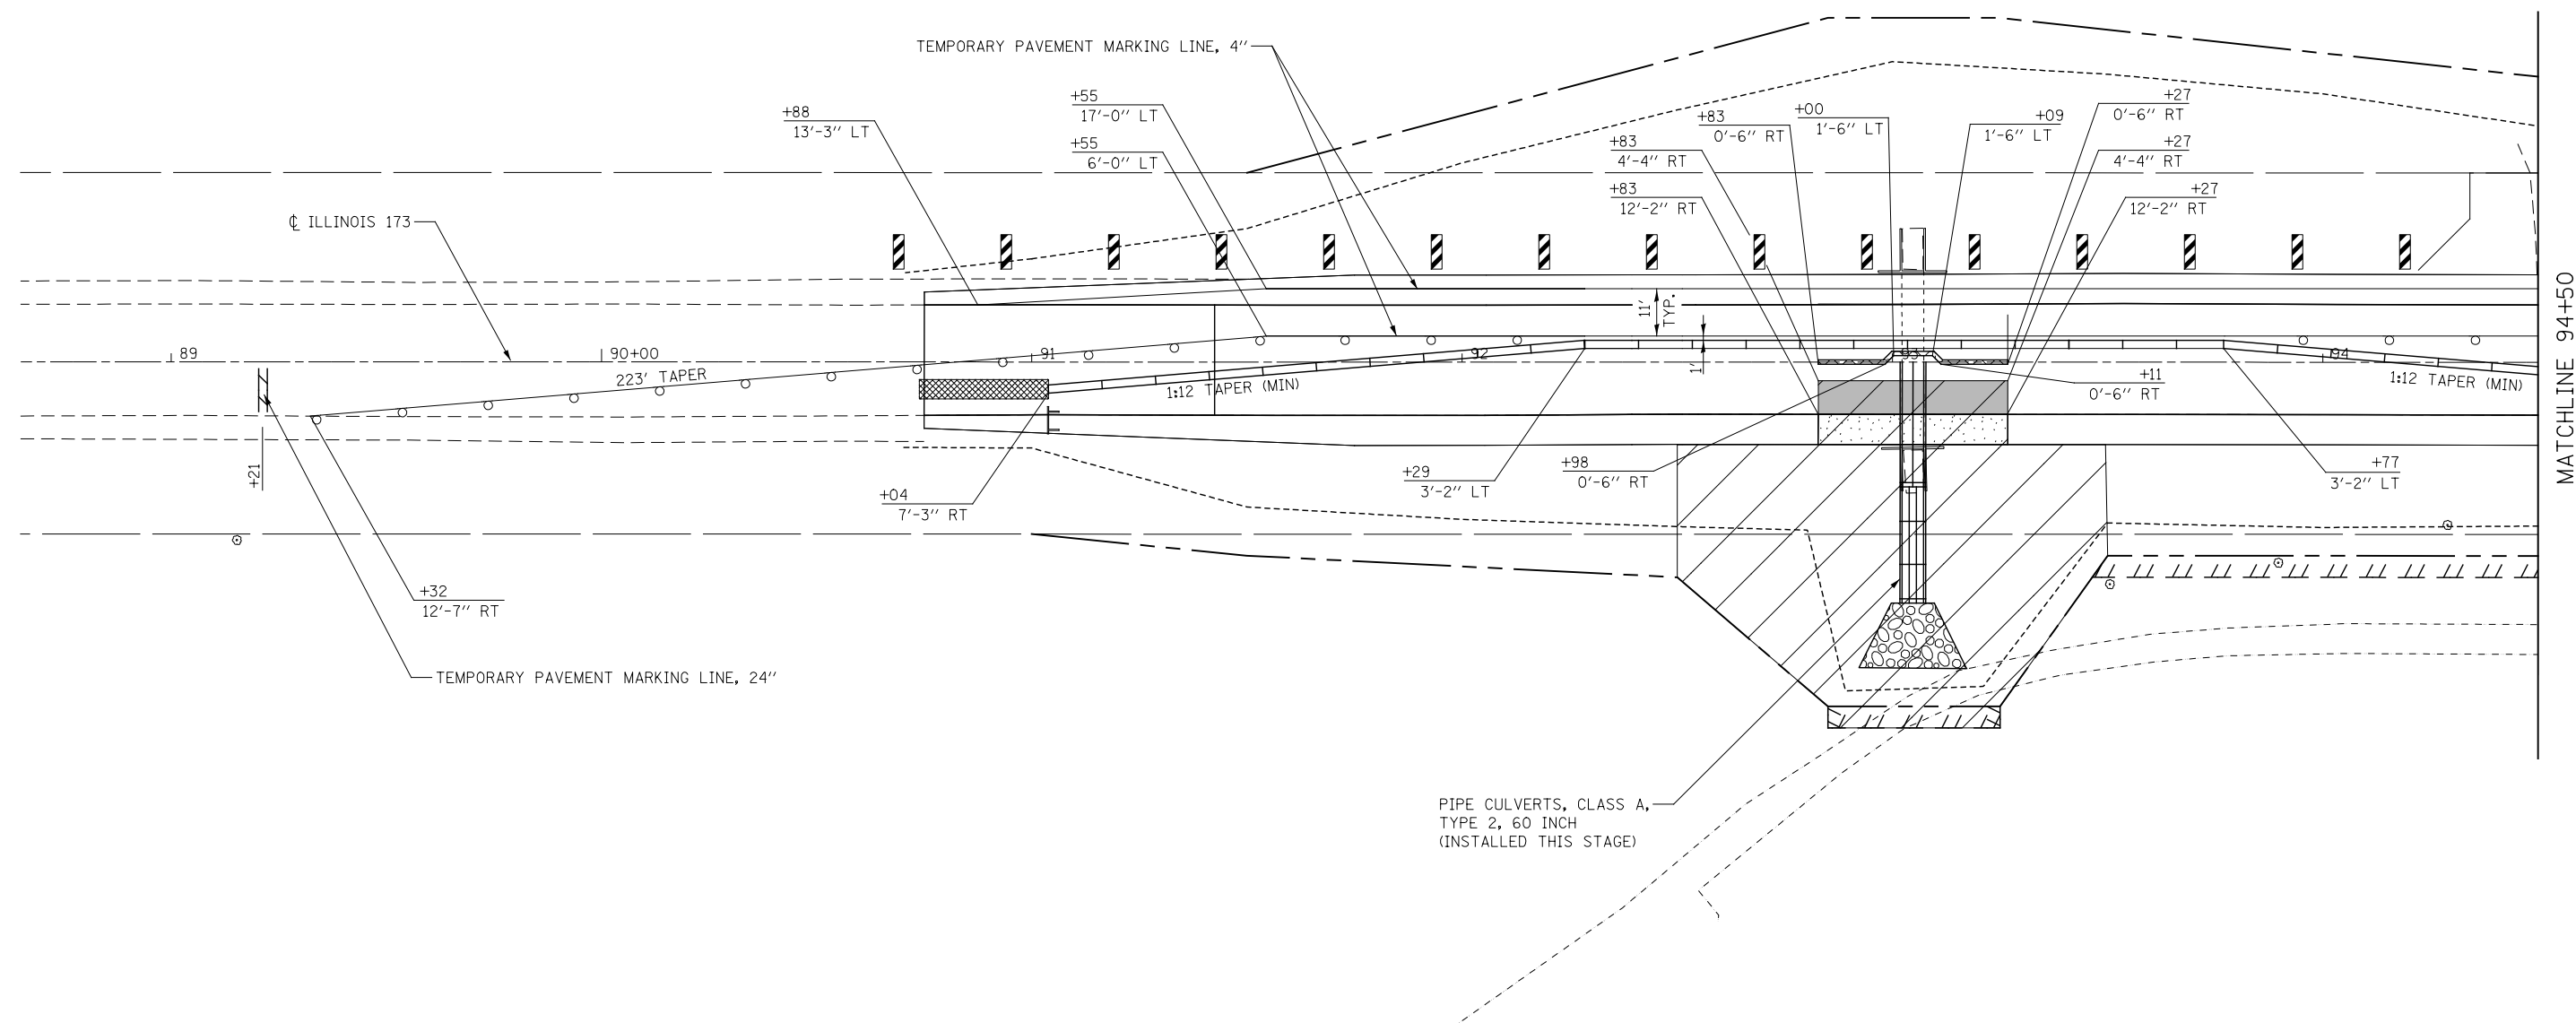 TEMPORARY PAVEMENT MARKING LINE, 4"
+88
13'-3" LT
+55
17'-0" LT
+55
6'-0" LT
+83
0'-6" RT
+83
4'-4" RT
+83
12'-2" RT
+00
1'-6" LT
+09
1'-6" LT
+27
0'-6" RT
+27
4'-4" RT
+27
12'-2" RT
℄ ILLINOIS 173
11'
TYP.
1'
89
90+00
91
92
93
94
223' TAPER
1:12 TAPER (MIN)
1:12 TAPER (MIN)
+11
0'-6" RT
+21
+04
7'-3" RT
+29
3'-2" LT
+98
0'-6" RT
+77
3'-2" LT
+32
12'-7" RT
TEMPORARY PAVEMENT MARKING LINE, 24"
PIPE CULVERTS, CLASS A,
TYPE 2, 60 INCH
(INSTALLED THIS STAGE)
MATCHLINE 94+50